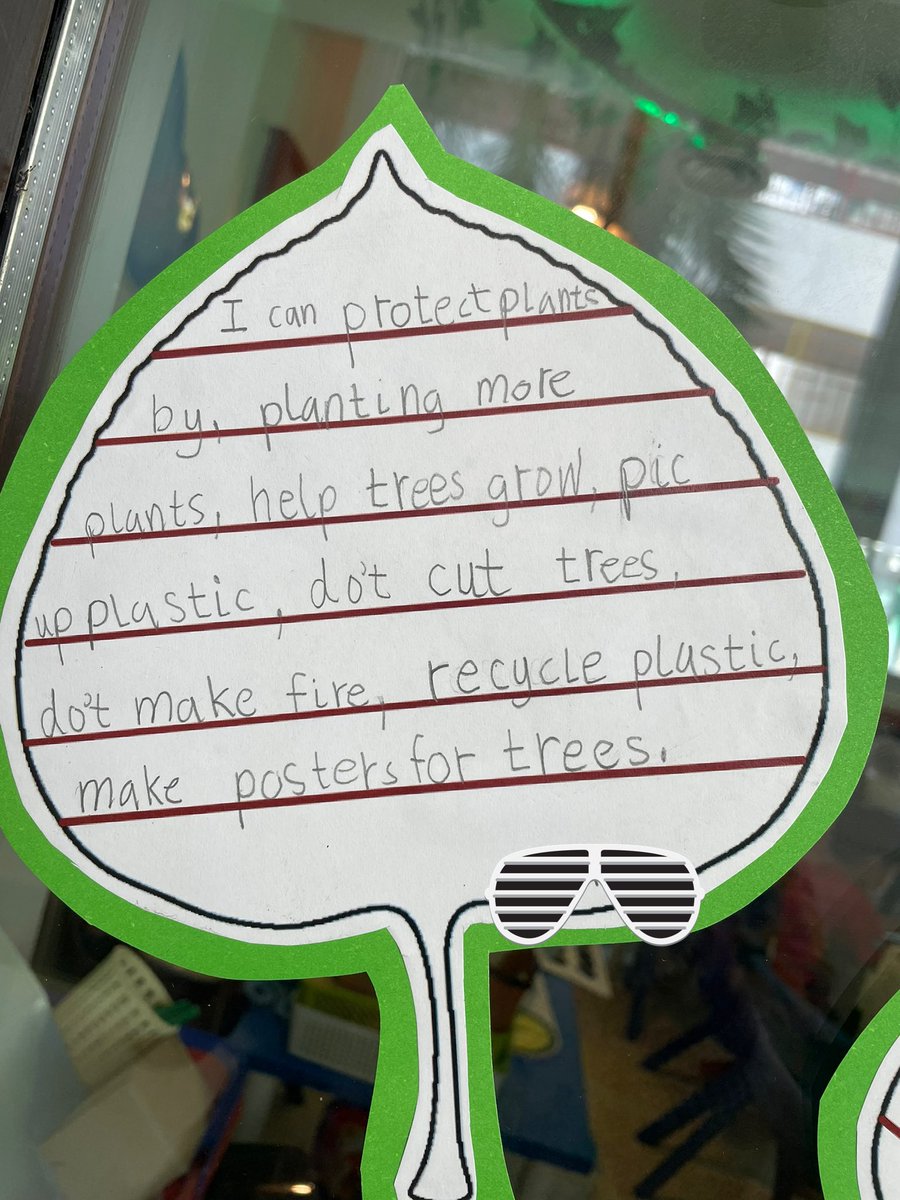 I can protect plants
by, planting more
plants, help trees grow, pic
up plastic, do't cut trees,
do't make fire, recycle plastic,
make posters for trees.